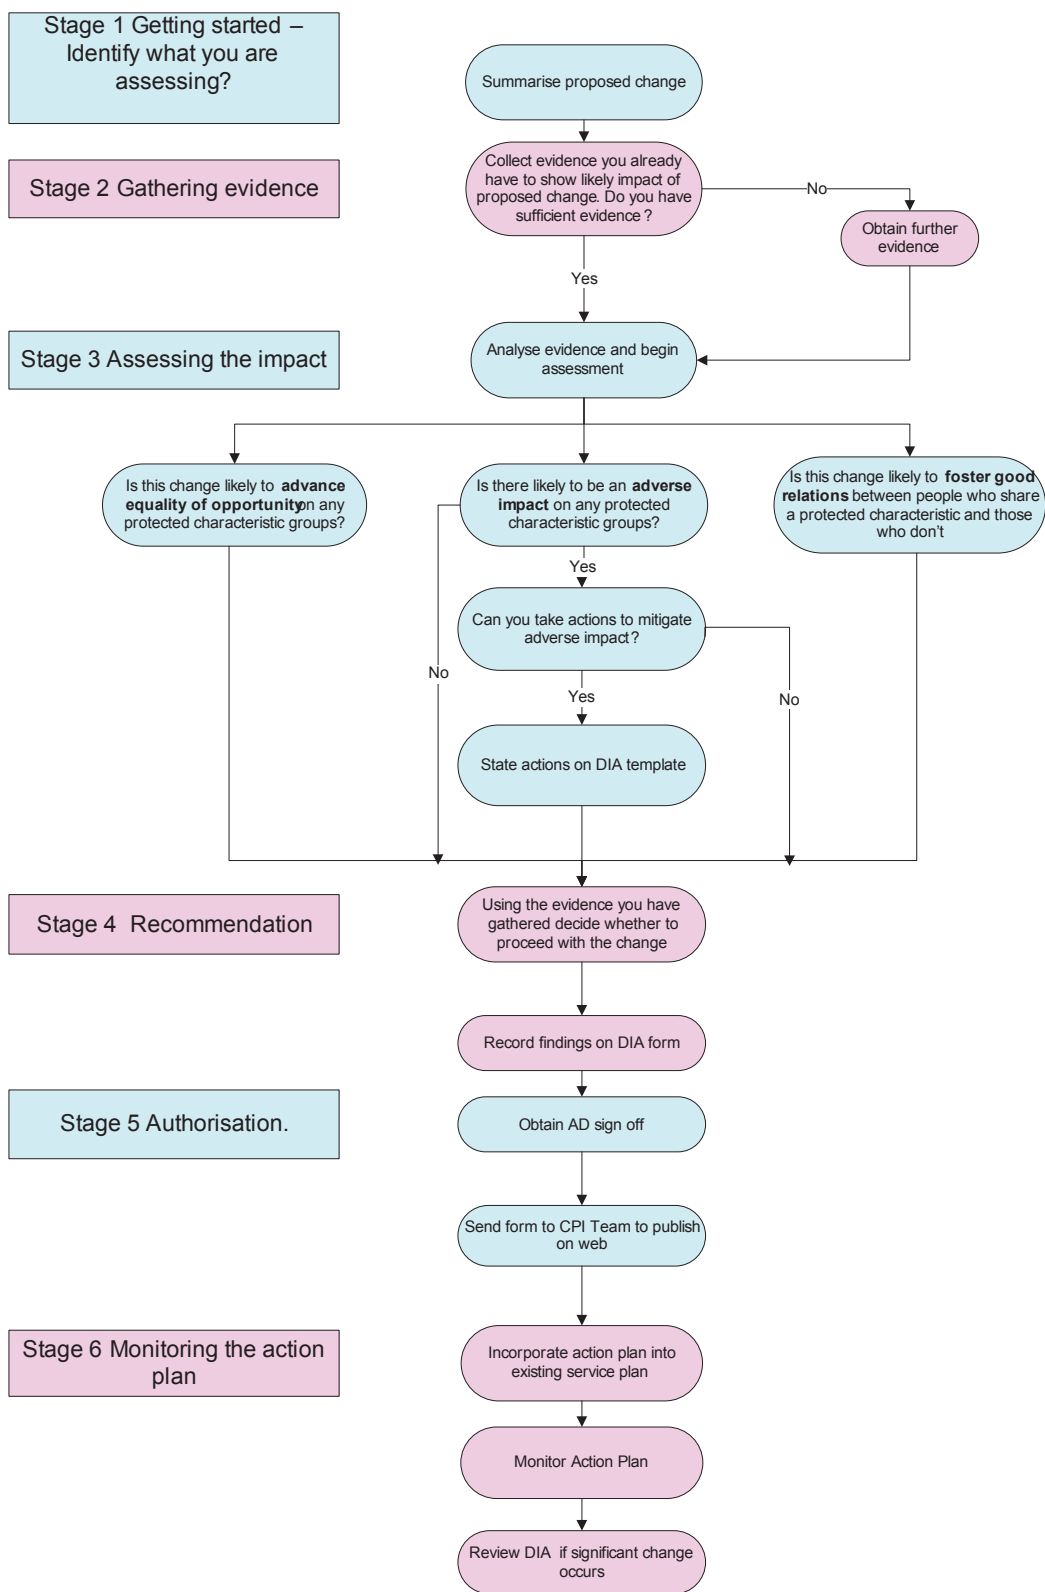 Stage 1 Getting started –
Identify what you are
assessing?
Summarise proposed change
Stage 2 Gathering evidence
Collect evidence you already
have to show likely impact of
proposed change. Do you have
sufficient evidence ?
No
Obtain further
evidence
Yes
Stage 3 Assessing the impact
Analyse evidence and begin
assessment
Is this change likely to advance
equality of opportunity on any
protected characteristic groups?
Is there likely to be an adverse
impact on any protected
characteristic groups?
Is this change likely to foster good
relations between people who share
a protected characteristic and those
who don't
Yes
Can you take actions to mitigate
adverse impact?
No
Yes
No
State actions on DIA template
Stage 4 Recommendation
Using the evidence you have
gathered decide whether to
proceed with the change
Record findings on DIA form
Stage 5 Authorisation.
Obtain AD sign off
Send form to CPI Team to publish
on web
Stage 6 Monitoring the action
plan
Incorporate action plan into
existing service plan
Monitor Action Plan
Review DIA if significant change
occurs